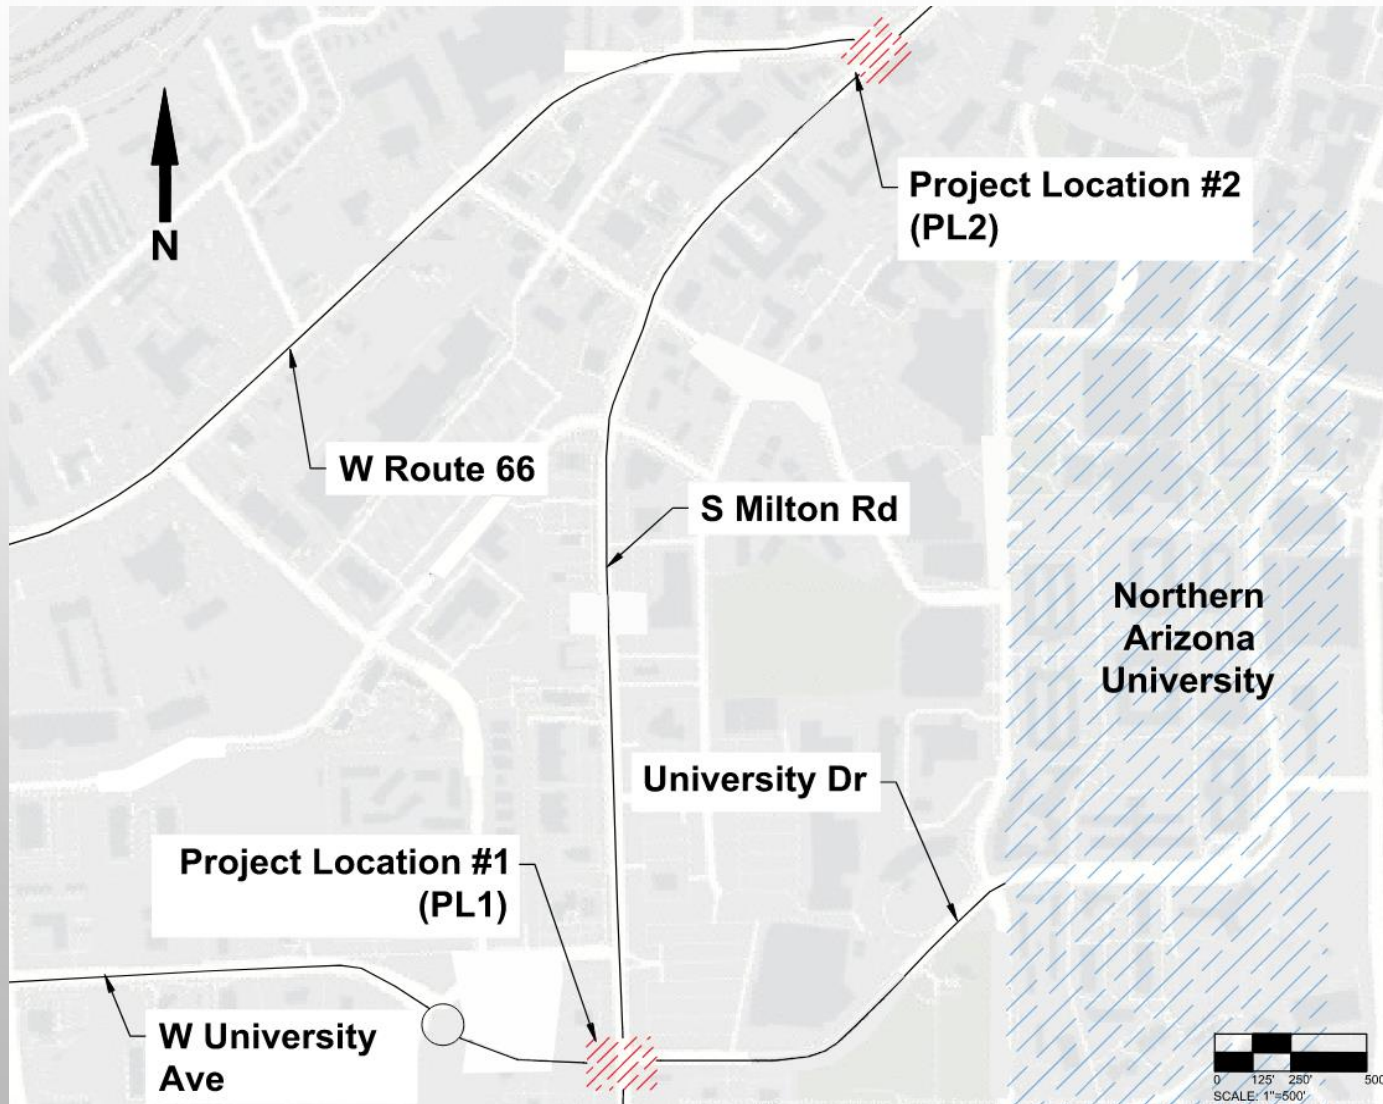 Project Location #2
(PL2)
N
W Route 66
S Milton Rd
Northern
Arizona
University
University Dr
Project Location #1
(PL1)
W University
Ave
0 125' 250' 500
SCALE: 1"=500'